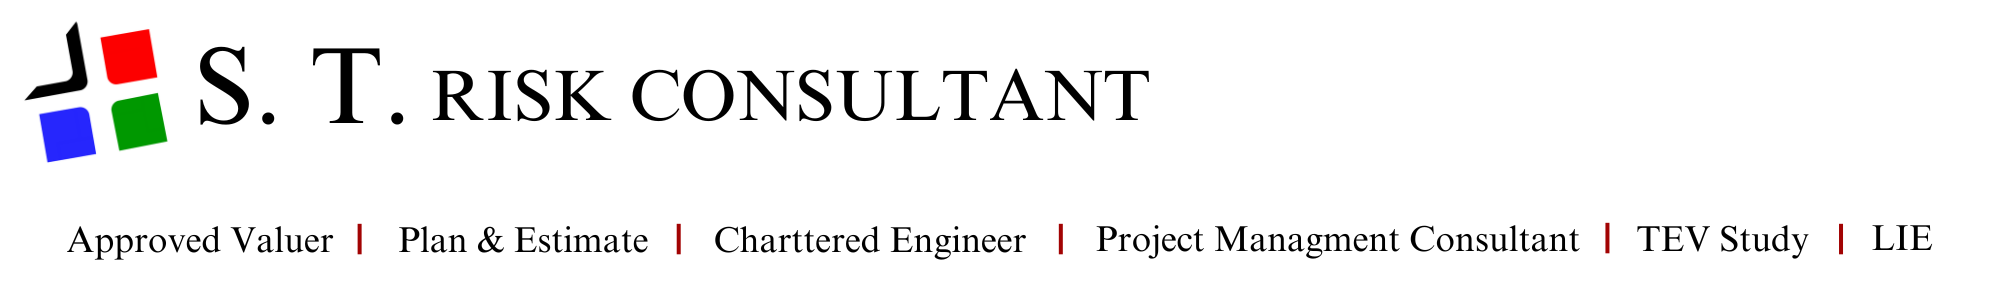 S. T. RISK CONSULTANT
Approved Valuer | Plan & Estimate | Charttered Engineer | Project Managment Consultant | TEV Study | LIE